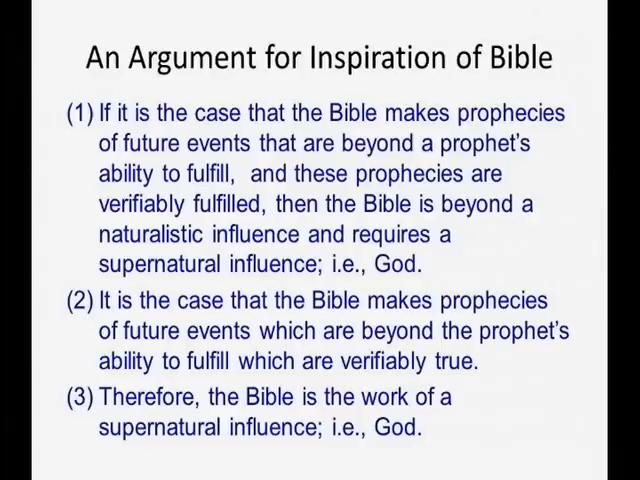 An Argument for Inspiration of Bible
(1) If it is the case that the Bible makes prophecies
of future events that are beyond a prophet's
ability to fulfill, and these prophecies are
verifiably fulfilled, then the Bible is beyond a
naturalistic influence and requires a
supernatural influence; i.e., God.
(2) It is the case that the Bible makes prophecies
of future events which are beyond the prophet's
ability to fulfill which are verifiably true.
(3) Therefore, the Bible is the work of a
supernatural influence; i.e., God.